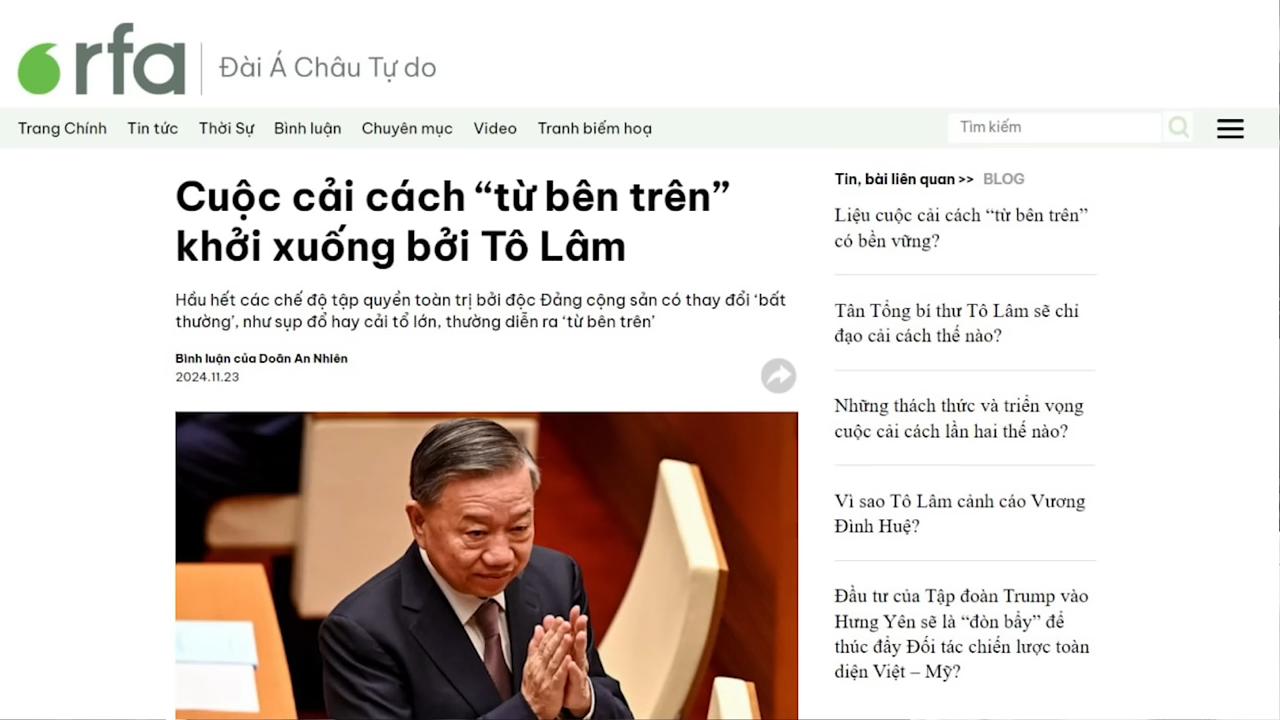 rfa
Đài Á Châu Tự do
Trang Chính Tin tức Thời Sự Bình luận Chuyên mục Video Tranh biếm hoạ
Tìm kiếm
Cuộc cải cách “từ bên trên”
khởi xuống bởi Tô Lâm
Hầu hết các chế độ tập quyền toàn trị bởi độc Đảng cộng sản có thay đổi ‘bất
thường’, như sụp đổ hay cải tổ lớn, thường diễn ra ‘từ bên trên’
Bình luận của Doãn An Nhiên
2024.11.23
Tin, bài liên quan >> BLOG
Liệu cuộc cải cách “từ bên trên”
có bền vững?
Tân Tổng bí thư Tô Lâm sẽ chỉ
đạo cải cách thế nào?
Những thách thức và triển vọng
cuộc cải cách lần hai thế nào?
Vì sao Tô Lâm cảnh cáo Vương
Đình Huệ?
Đầu tư của Tập đoàn Trump vào
Hưng Yên sẽ là “đòn bẩy” để
thúc đẩy Đối tác chiến lược toàn
diện Việt – Mỹ?